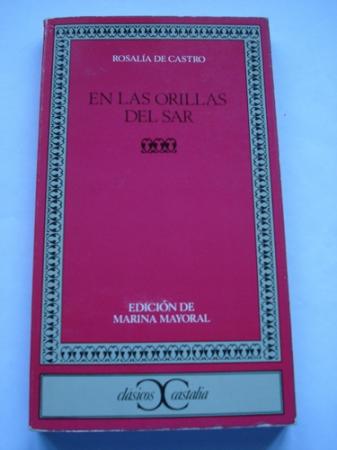 ROSALÍA DE CASTRO
EN LAS ORILLAS
DEL SAR
EDICIÓN DE
MARINA MAYORAL
clásicos castalia